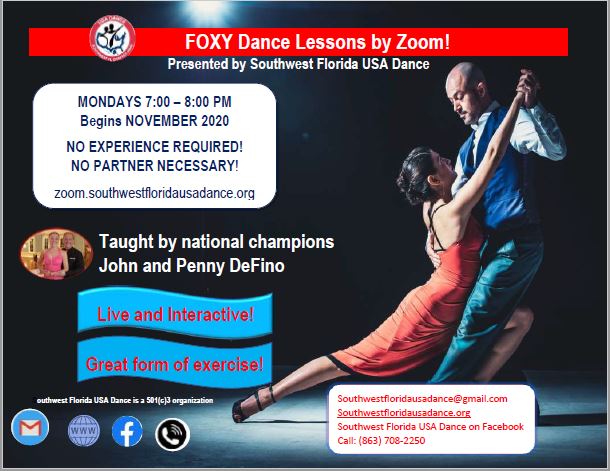 USA DANCE
FOXY Dance Lessons by Zoom!
Presented by Southwest Florida USA Dance
MONDAYS 7:00 – 8:00 PM
Begins NOVEMBER 2020
NO EXPERIENCE REQUIRED!
NO PARTNER NECESSARY!
zoom.southwestfloridausadance.org
Taught by national champions
John and Penny DeFino
Live and Interactive!
Great form of exercise!
outhwest Florida USA Dance is a 501(c)3 organization
WWW
Southwestfloridausadance@gmail.com
Southwestfloridausadance.org
Southwest Florida USA Dance on Facebook
Call: (863) 708-2250